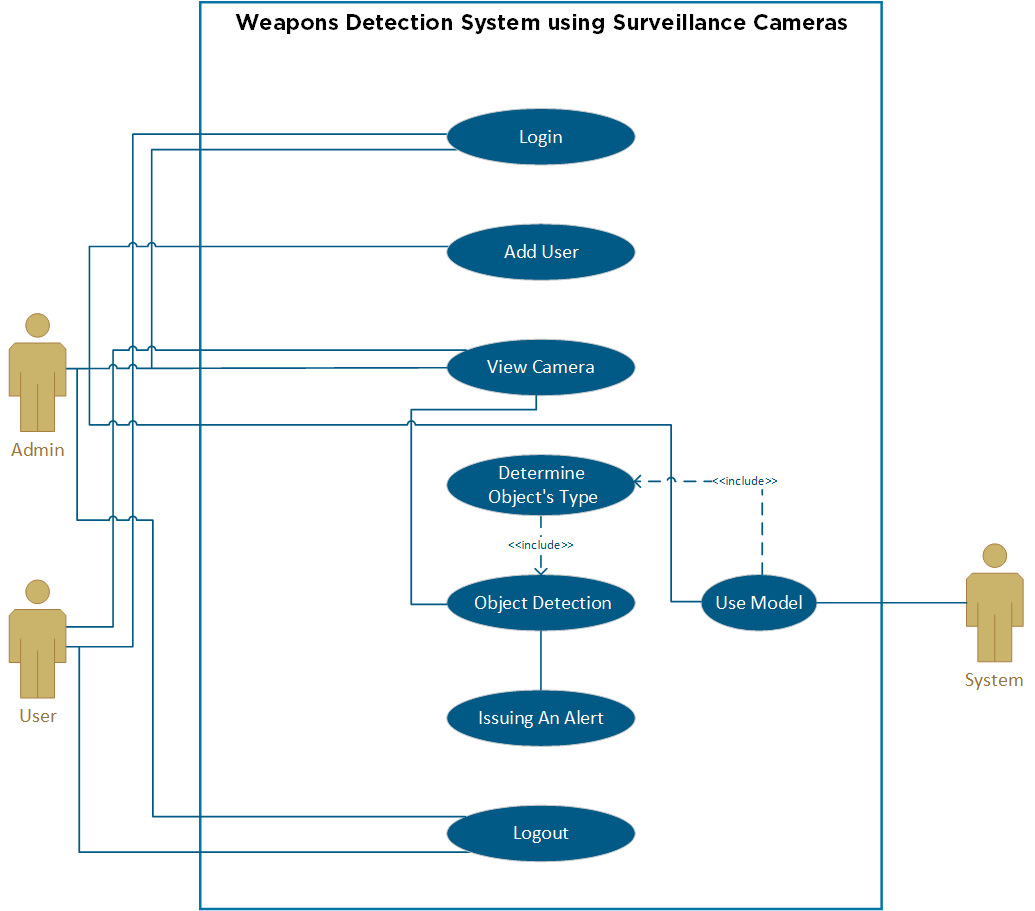 Weapons Detection System using Surveillance Cameras
Login
Add User
View Camera
Admin
Determine
Object's Type
<<include>>
<<include>>
Object Detection
Use Model
System
User
Issuing An Alert
Logout